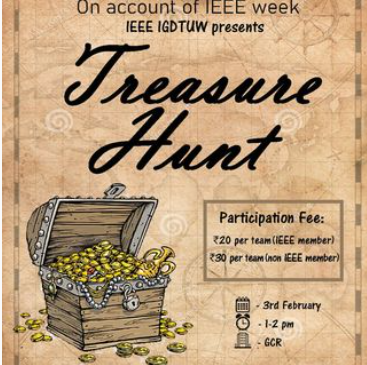 On account of IEEE week
IEEE IGDTUW presents
Treasure
Hunt
Participation Fee:
₹20 per team(IEEE member)
₹30 per team(non IEEE member)
- 3rd February
- 1-2 pm
- GCR